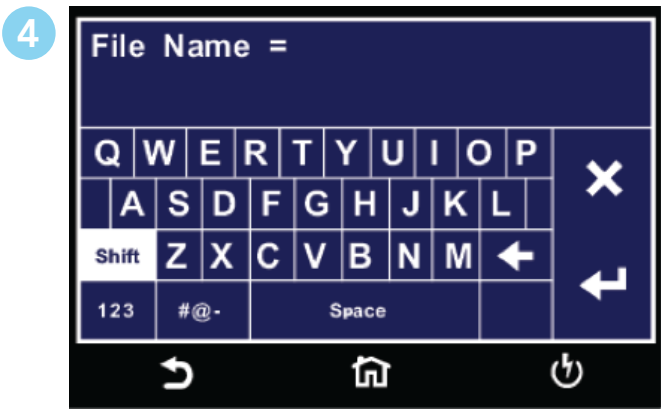 4
File Name =
Q W E R T Y U I O P
A S D F G H J K L
Shift Z X C V B N M
123 #@- Space